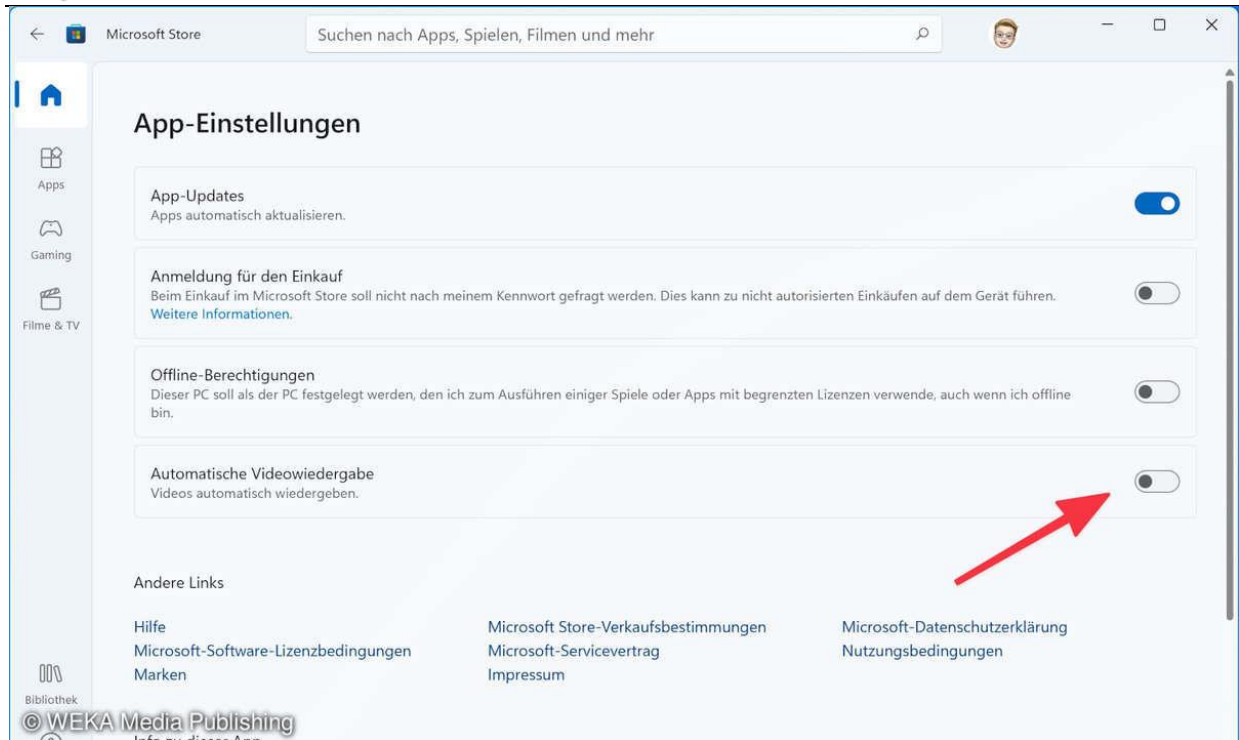 Microsoft Store
Suchen nach Apps, Spielen, Filmen und mehr
App-Einstellungen
Apps
Gaming
Filme & TV
App-Updates
Apps automatisch aktualisieren.
Anmeldung für den Einkauf
Beim Einkauf im Microsoft Store soll nicht nach meinem Kennwort gefragt werden. Dies kann zu nicht autorisierten Einkäufen auf dem Gerät führen.
Weitere Informationen.
Offline-Berechtigungen
Dieser PC soll als der PC festgelegt werden, den ich zum Ausführen einiger Spiele oder Apps mit begrenzten Lizenzen verwende, auch wenn ich offline
bin.
Automatische Videowiedergabe
Videos automatisch wiedergeben.
Andere Links
Hilfe
Microsoft-Software-Lizenzbedingungen
Marken
Microsoft Store-Verkaufsbestimmungen
Microsoft-Servicevertrag
Impressum
Microsoft-Datenschutzerklärung
Nutzungsbedingungen
Bibliothek
© WEKA Media Publishing
Info zu dieser App